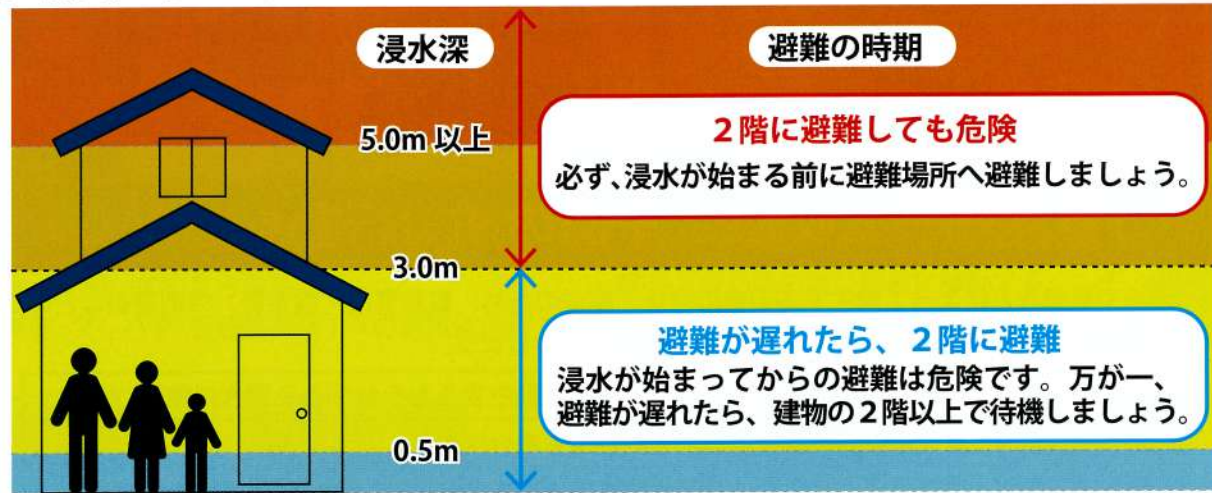 浸水深
避難の時期
5.0m 以上
2階に避難しても危険
必ず、浸水が始まる前に避難場所へ避難しましょう。
3.0m
避難が遅れたら、2階に避難
浸水が始まってからの避難は危険です。万が一、
避難が遅れたら、建物の2階以上で待機しましょう。
0.5m